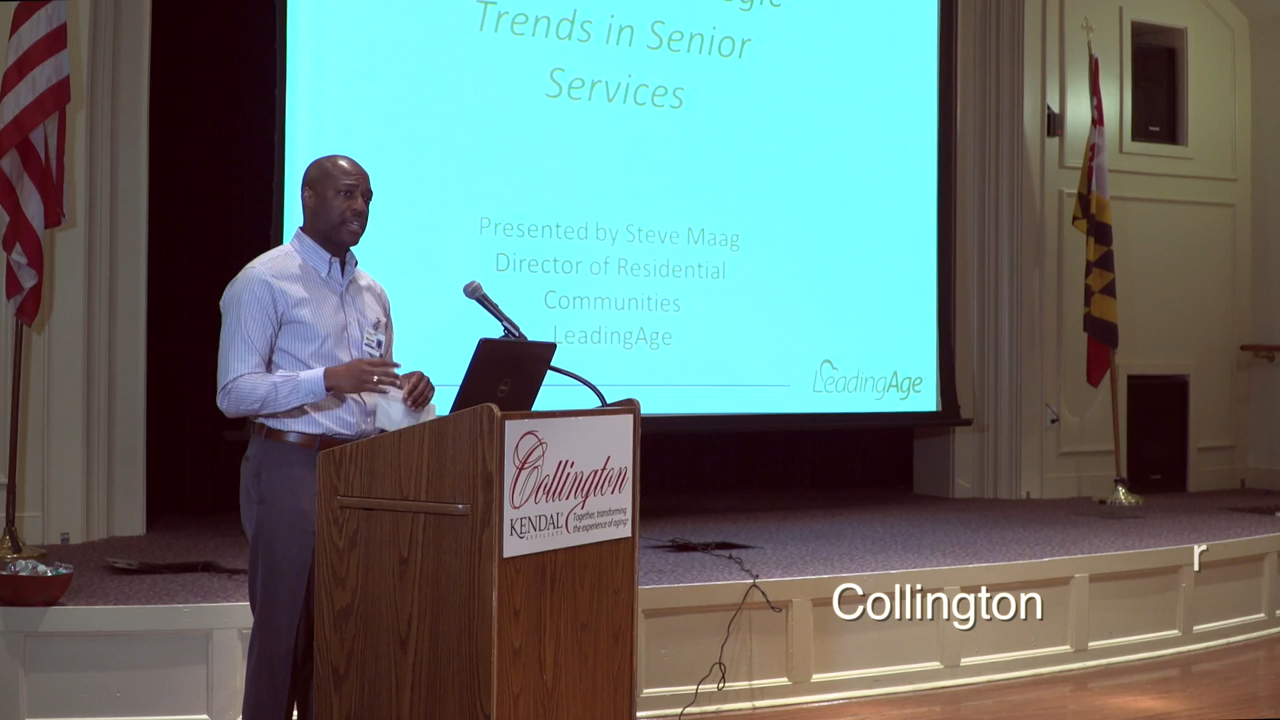 Trends in Senior
Services
Presented by Steve Maag
Director of Residential
Communities
LeadingAge
LeadingAge
Collington
KENDAL®
AFFILIATE
Together, transforming
the experience of aging®
r
Collington